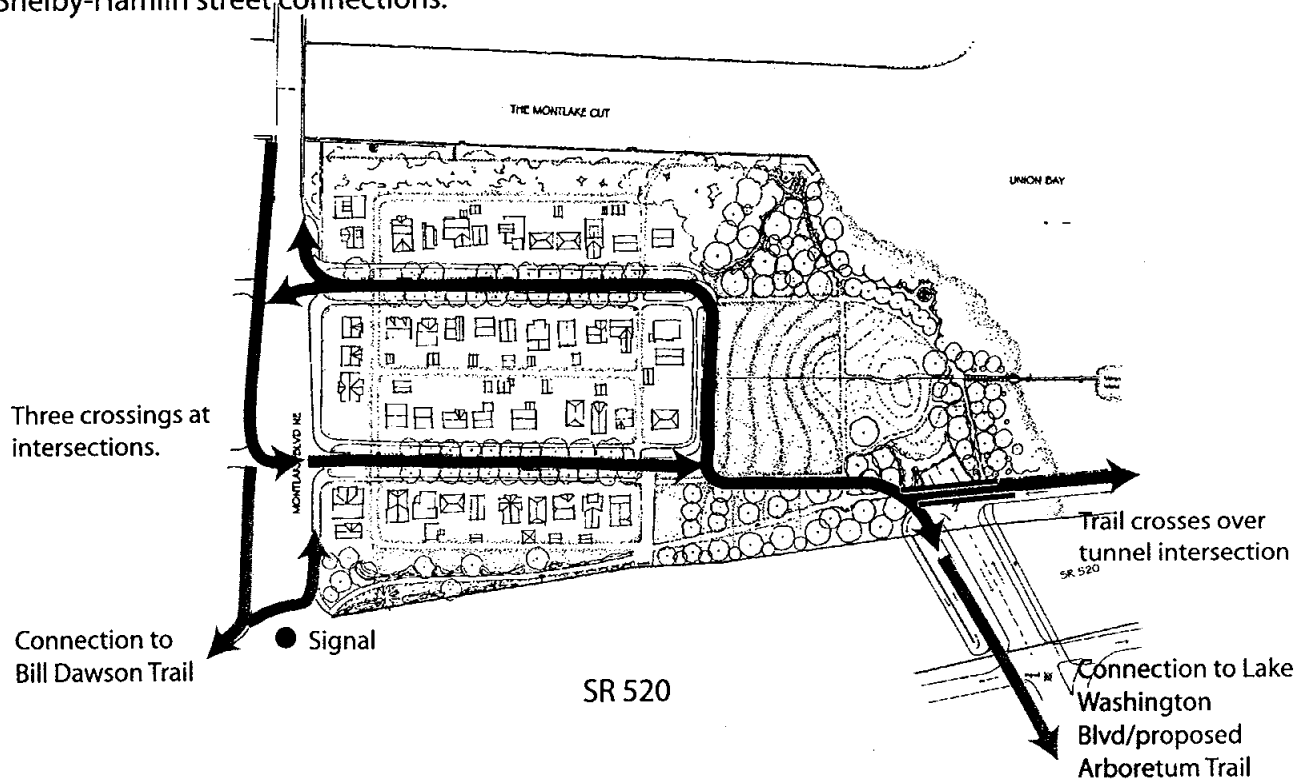 Shelby-Hamlin street connections.
THE MONTLAKE CUT
UNION BAY
Three crossings at
intersections.
MONTLAKE BLVD NE
Trail crosses over
tunnel intersection
SR 520
Connection to
Bill Dawson Trail
Signal
SR 520
Connection to Lake
Washington
Blvd/proposed
Arboretum Trail